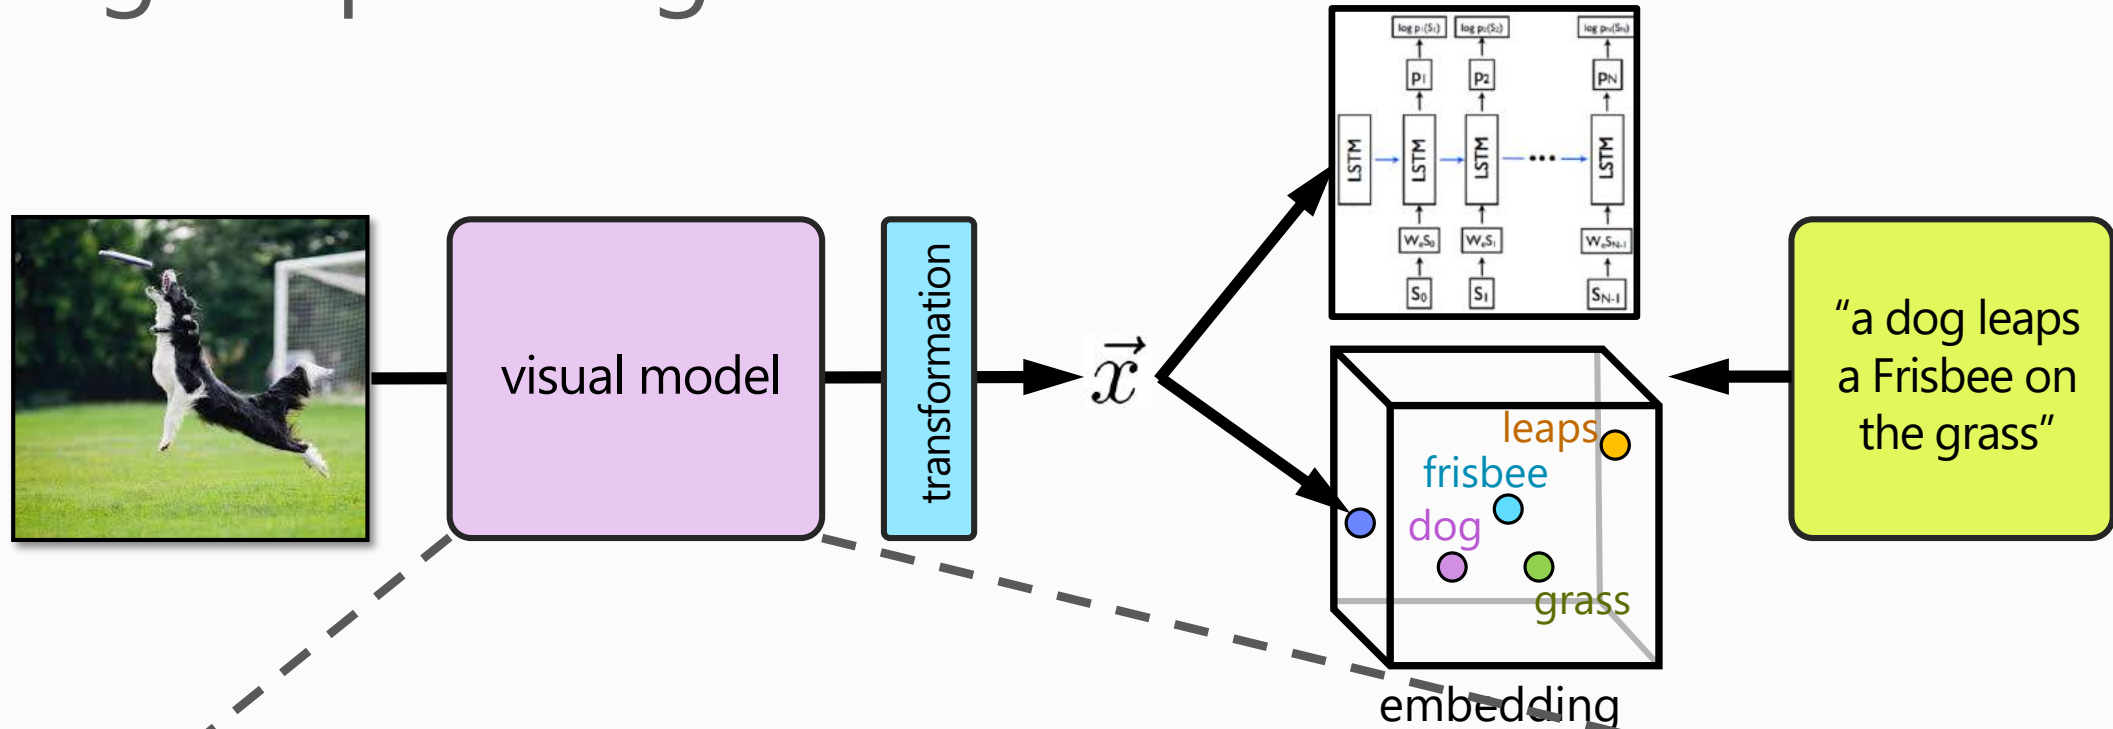 log p₁(S₁) log p₂(S₂) log pN(SN)
p₁ p₂ pN
LSTM LSTM LSTM ... LSTM
WₑS₀ WₑS₁ WₑSN-1
S₀ S₁ SN-1
visual model
transformation
x⃗
leaps
frisbee
dog
grass
embedding
“a dog leaps
a Frisbee on
the grass”